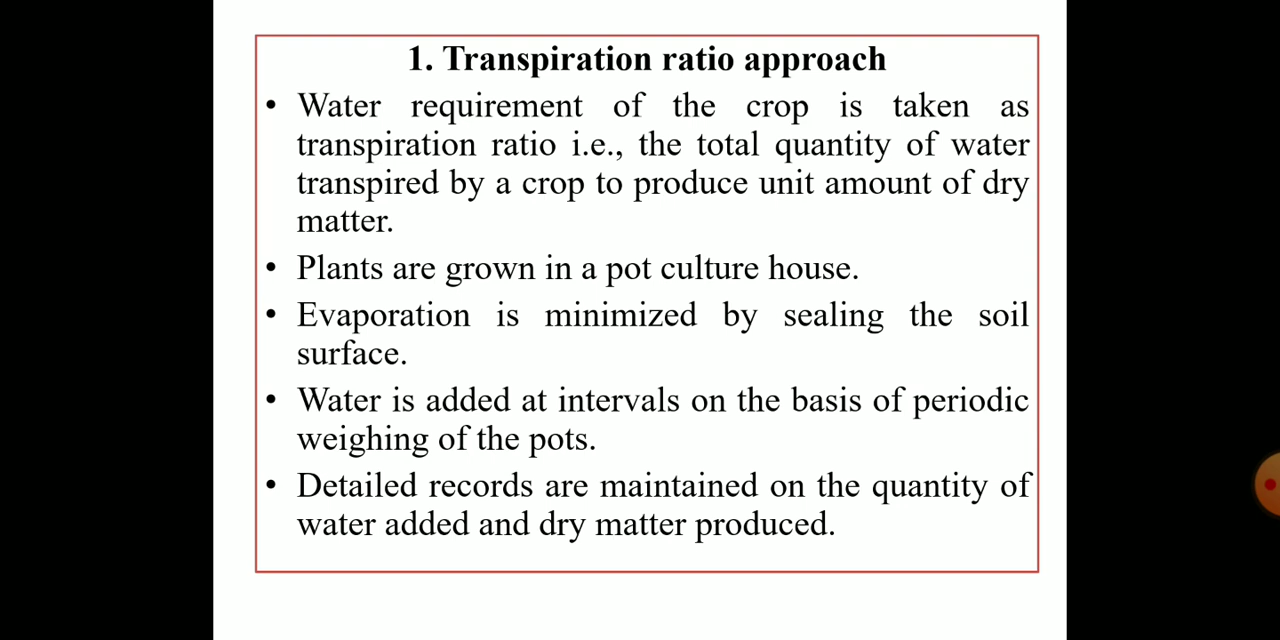 1. Transpiration ratio approach
• Water requirement of the crop is taken as
transpiration ratio i.e., the total quantity of water
transpired by a crop to produce unit amount of dry
matter.
• Plants are grown in a pot culture house.
• Evaporation is minimized by sealing the soil
surface.
• Water is added at intervals on the basis of periodic
weighing of the pots.
• Detailed records are maintained on the quantity of
water added and dry matter produced.